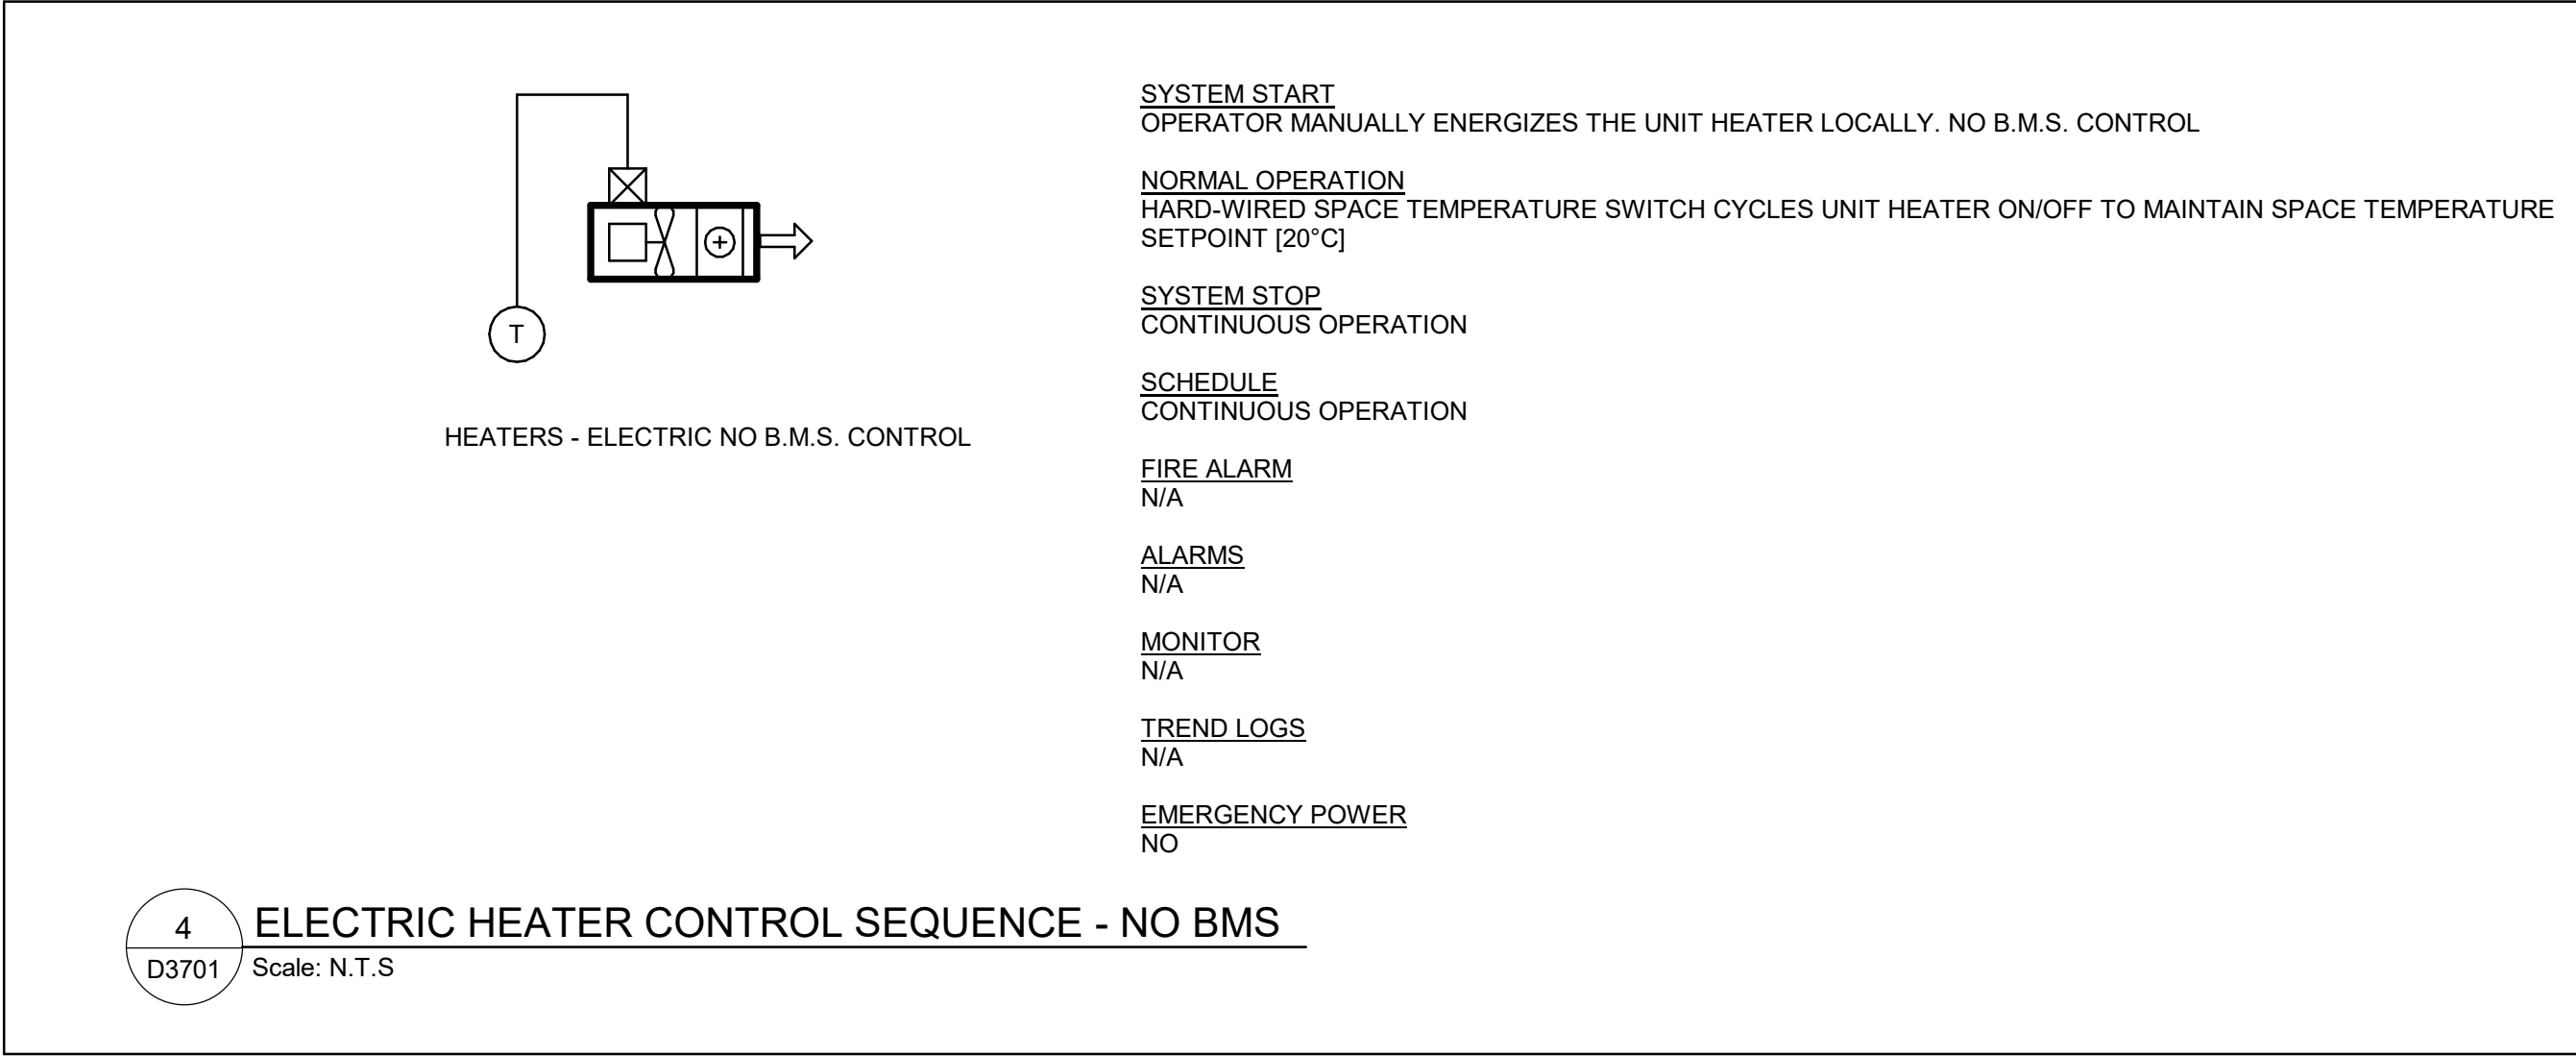 SYSTEM START
OPERATOR MANUALLY ENERGIZES THE UNIT HEATER LOCALLY. NO B.M.S. CONTROL
NORMAL OPERATION
HARD-WIRED SPACE TEMPERATURE SWITCH CYCLES UNIT HEATER ON/OFF TO MAINTAIN SPACE TEMPERATURE
SETPOINT [20°C]
SYSTEM STOP
CONTINUOUS OPERATION
SCHEDULE
CONTINUOUS OPERATION
FIRE ALARM
N/A
ALARMS
N/A
MONITOR
N/A
TREND LOGS
N/A
EMERGENCY POWER
NO
T
HEATERS - ELECTRIC NO B.M.S. CONTROL
4
D3701
ELECTRIC HEATER CONTROL SEQUENCE - NO BMS
Scale: N.T.S